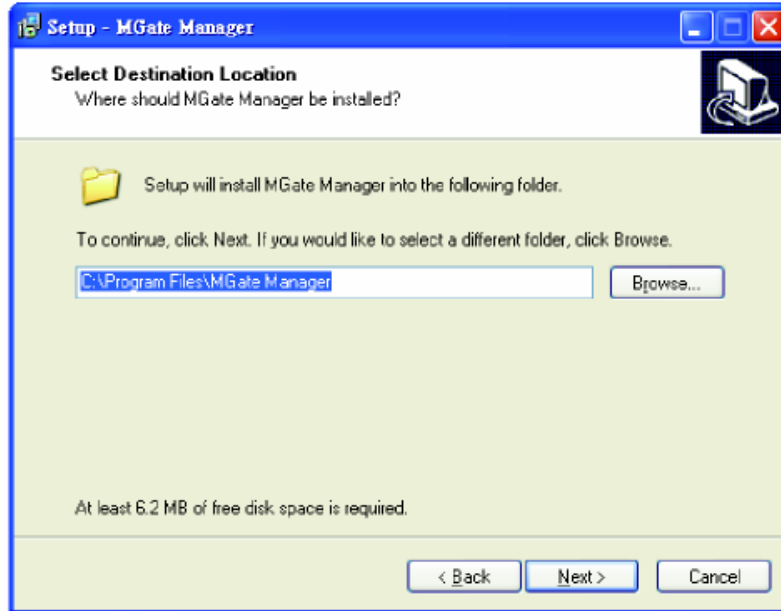 Setup - MGate Manager
Select Destination Location
Where should MGate Manager be installed?
Setup will install MGate Manager into the following folder.
To continue, click Next. If you would like to select a different folder, click Browse.
C:\Program Files\MGate Manager
Browse...
At least 6.2 MB of free disk space is required.
< Back
Next >
Cancel